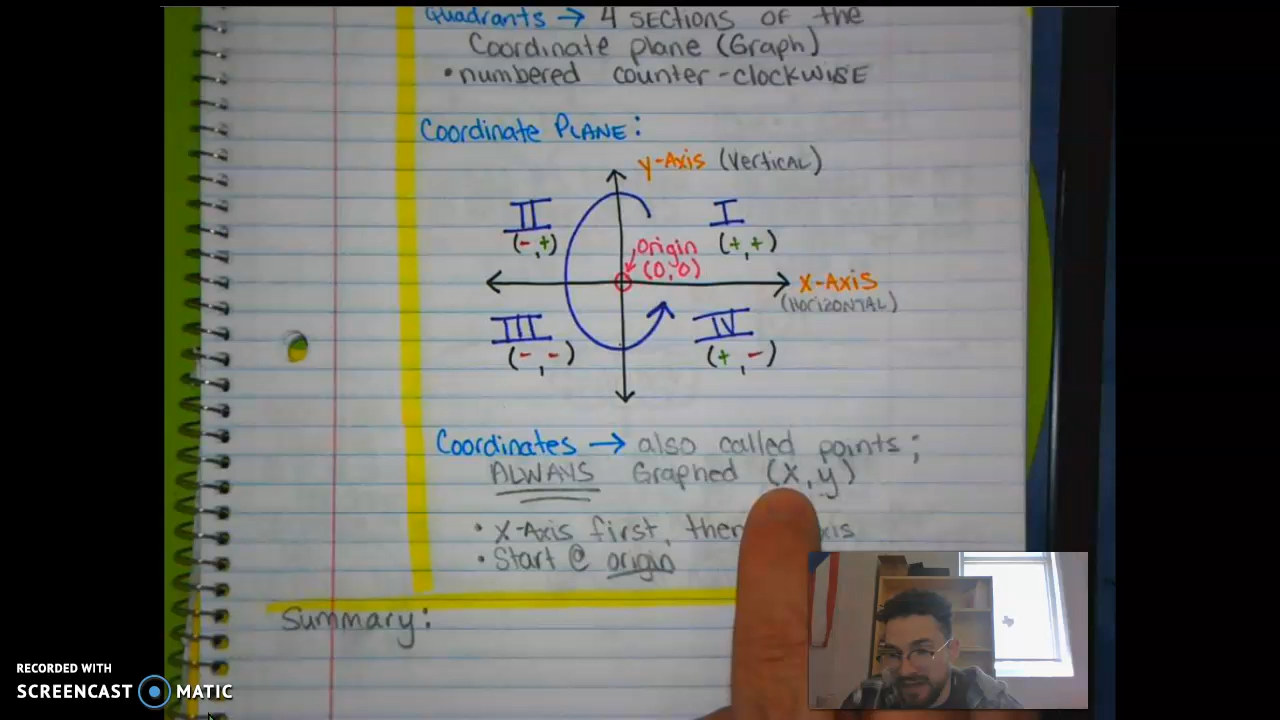 Quadrants → 4 sections of the
Coordinate plane (Graph)
• numbered counter-clockwise
Coordinate Plane:
y-Axis (Vertical)
II
I
(-,+)
(+,+)
origin
(0,0)
x-Axis
(Horizontal)
III
IV
(-,-)
(+,-)
Coordinates → also called points;
ALWAYS Graphed (x,y)
• x-Axis first, then
• Start @ origin
Summary:
RECORDED WITH
SCREENCAST MATIC